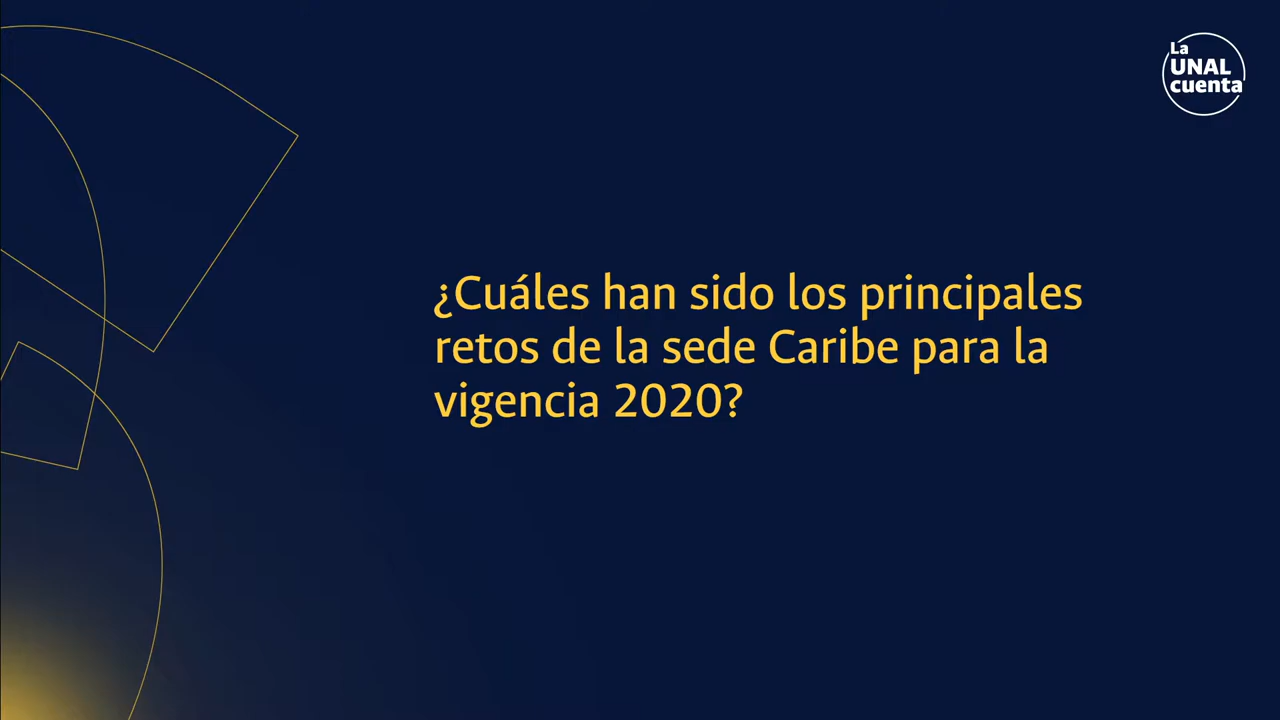 La
UNAL
cuenta
¿Cuáles han sido los principales
retos de la sede Caribe para la
vigencia 2020?